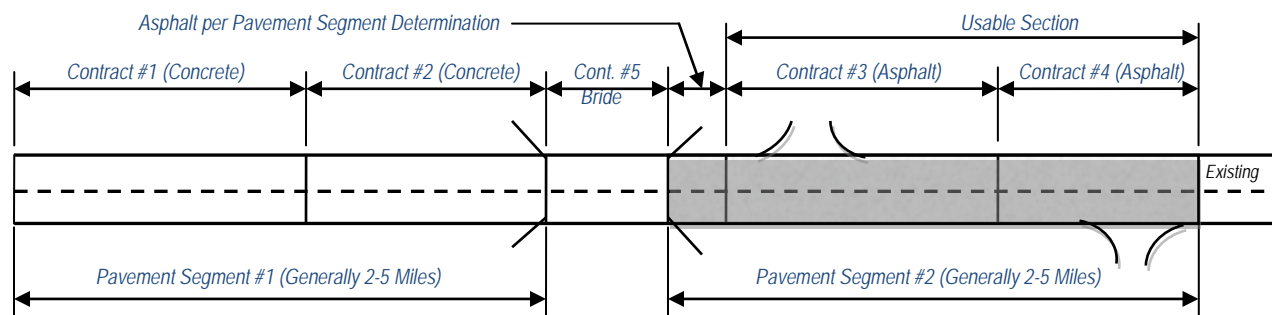 Asphalt per Pavement Segment Determination
Usable Section
Contract #1 (Concrete)
Contract #2 (Concrete)
Cont. #5
Bride
Contract #3 (Asphalt)
Contract #4 (Asphalt)
Existing
Pavement Segment #1 (Generally 2-5 Miles)
Pavement Segment #2 (Generally 2-5 Miles)